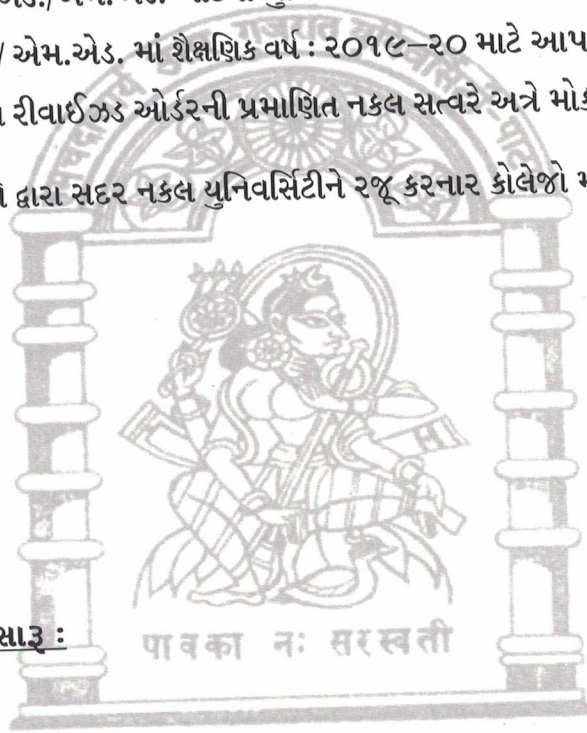 / એમ.એડ. માં શૈક્ષણિક વર્ષ : ૨૦૧૯–૨૦ માટે આપ
રીવાઈઝડ ઓર્ડરની પ્રમાણિત નકલ સત્વરે અત્રે
દ્વારા સદર નકલ યુનિવર્સિટીને રજૂ કરનાર કોલેજો
સારૂ :
पावका नः सरस्वती